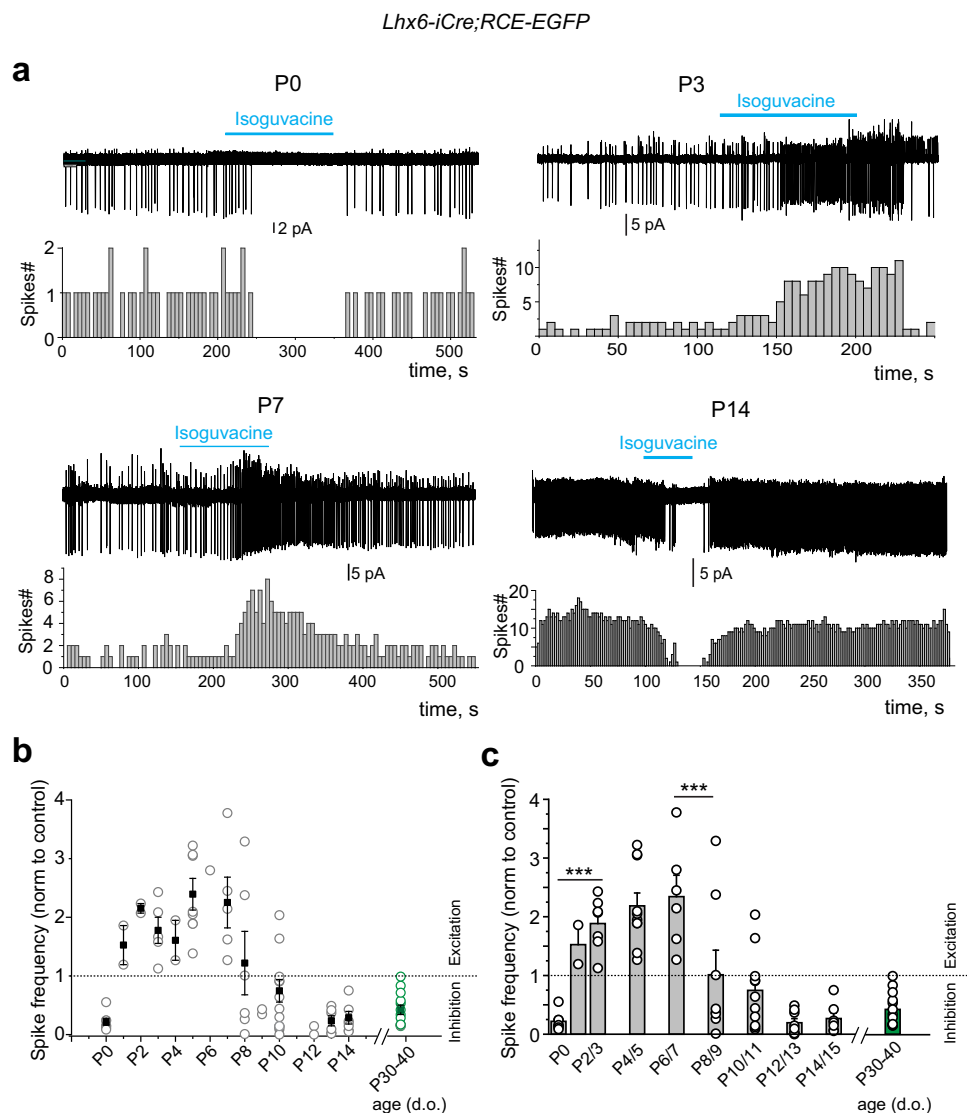 Lhx6-iCre;RCE-EGFP
a
P0
Isoguvacine
2 pA
Spikes#
2
1
0
0 100 200 300 400 500
time, s
P3
Isoguvacine
5 pA
Spikes#
10
5
0 50 100 150 200
time, s
P7
Isoguvacine
5 pA
Spikes#
8
6
4
2
0
0 100 200 300 400 500
time, s
P14
Isoguvacine
5 pA
Spikes#
20
10
0
0 50 100 150 200 250 300 350
time, s
b
Spike frequency (norm to control)
4
3
2
1
0
Excitation
Inhibition
P0 P2 P4 P6 P8 P10 P12 P14 P30-40
age (d.o.)
c
Spike frequency (norm to control)
4
3
2
1
0
***
***
Excitation
Inhibition
P0 P2/3 P4/5 P6/7 P8/9 P10/11 P12/13 P14/15 P30-40
age (d.o.)